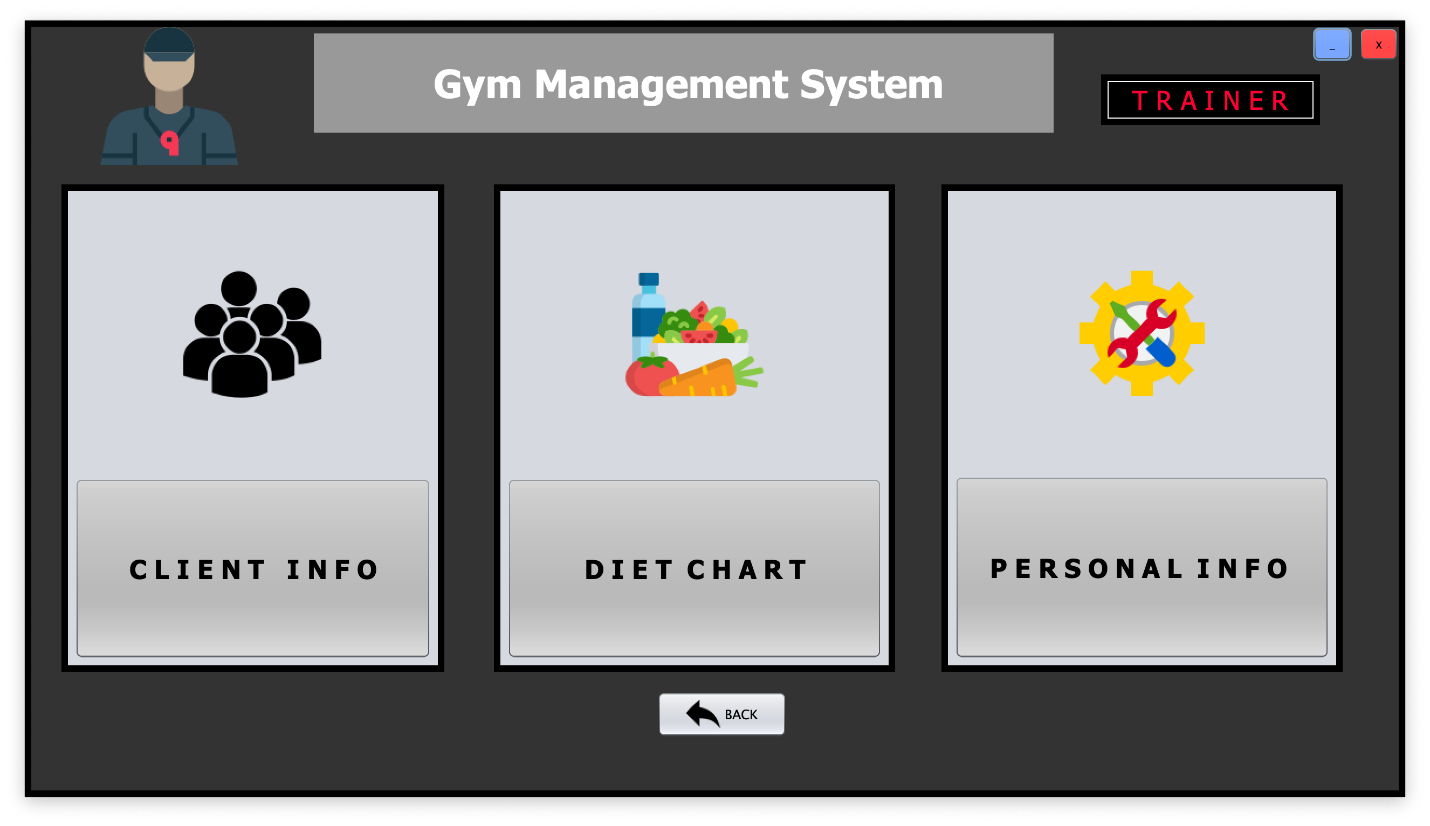 Gym Management System
_
x
TRAINER
CLIENT INFO
DIET CHART
PERSONAL INFO
BACK